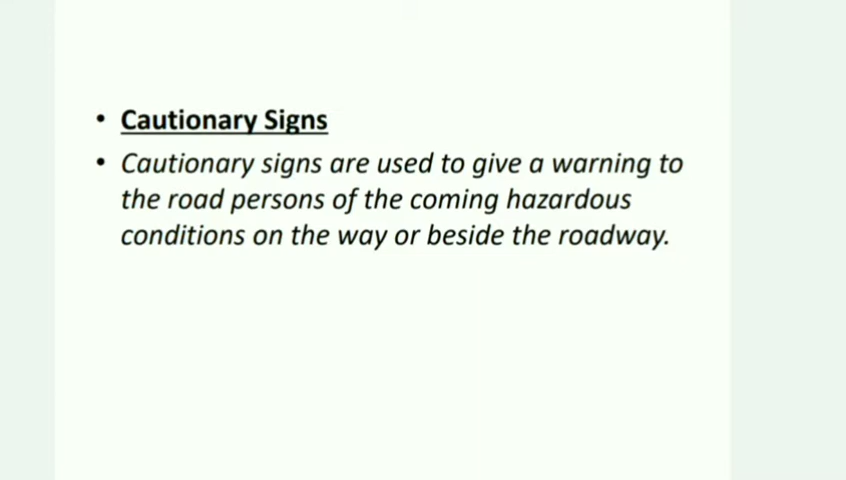 • Cautionary Signs
• Cautionary signs are used to give a warning to
the road persons of the coming hazardous
conditions on the way or beside the roadway.